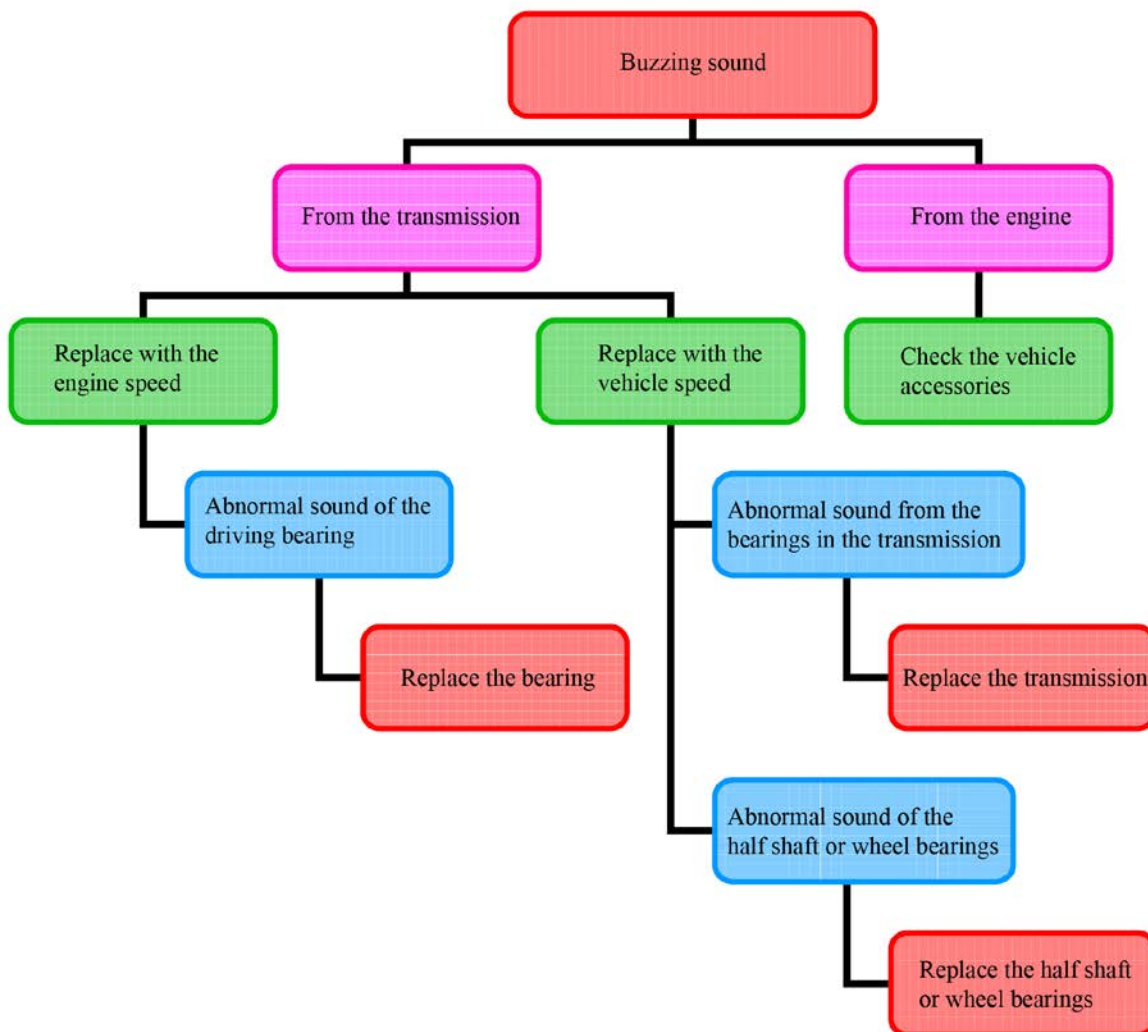 Buzzing sound
From the transmission
From the engine
Replace with the
engine speed
Replace with the
vehicle speed
Check the vehicle
accessories
Abnormal sound of the
driving bearing
Abnormal sound from the
bearings in the transmission
Replace the bearing
Replace the transmission
Abnormal sound of the
half shaft or wheel bearings
Replace the half shaft
or wheel bearings